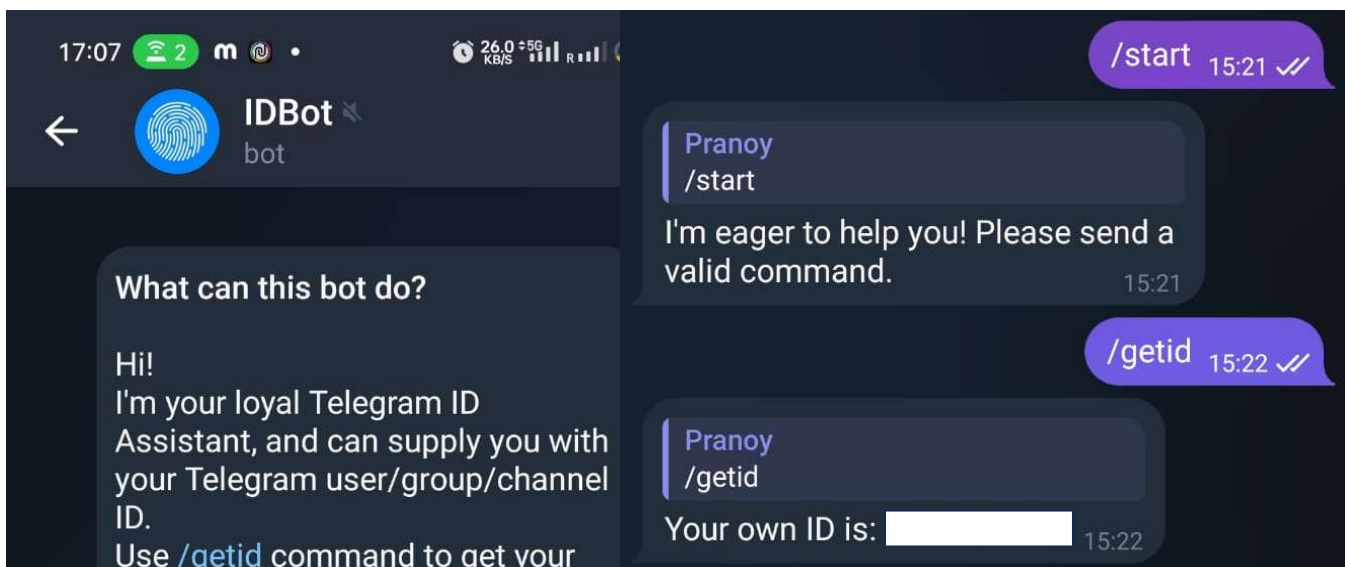 17:07 2 m 26.0 KB/S 5G R
IDBot
bot
What can this bot do?
Hi!
I'm your loyal Telegram ID
Assistant, and can supply you with
your Telegram user/group/channel
ID.
Use /getid command to get your
/start 15:21
Pranoy
/start
I'm eager to help you! Please send a
valid command.
15:21
/getid 15:22
Pranoy
/getid
Your own ID is:
15:22